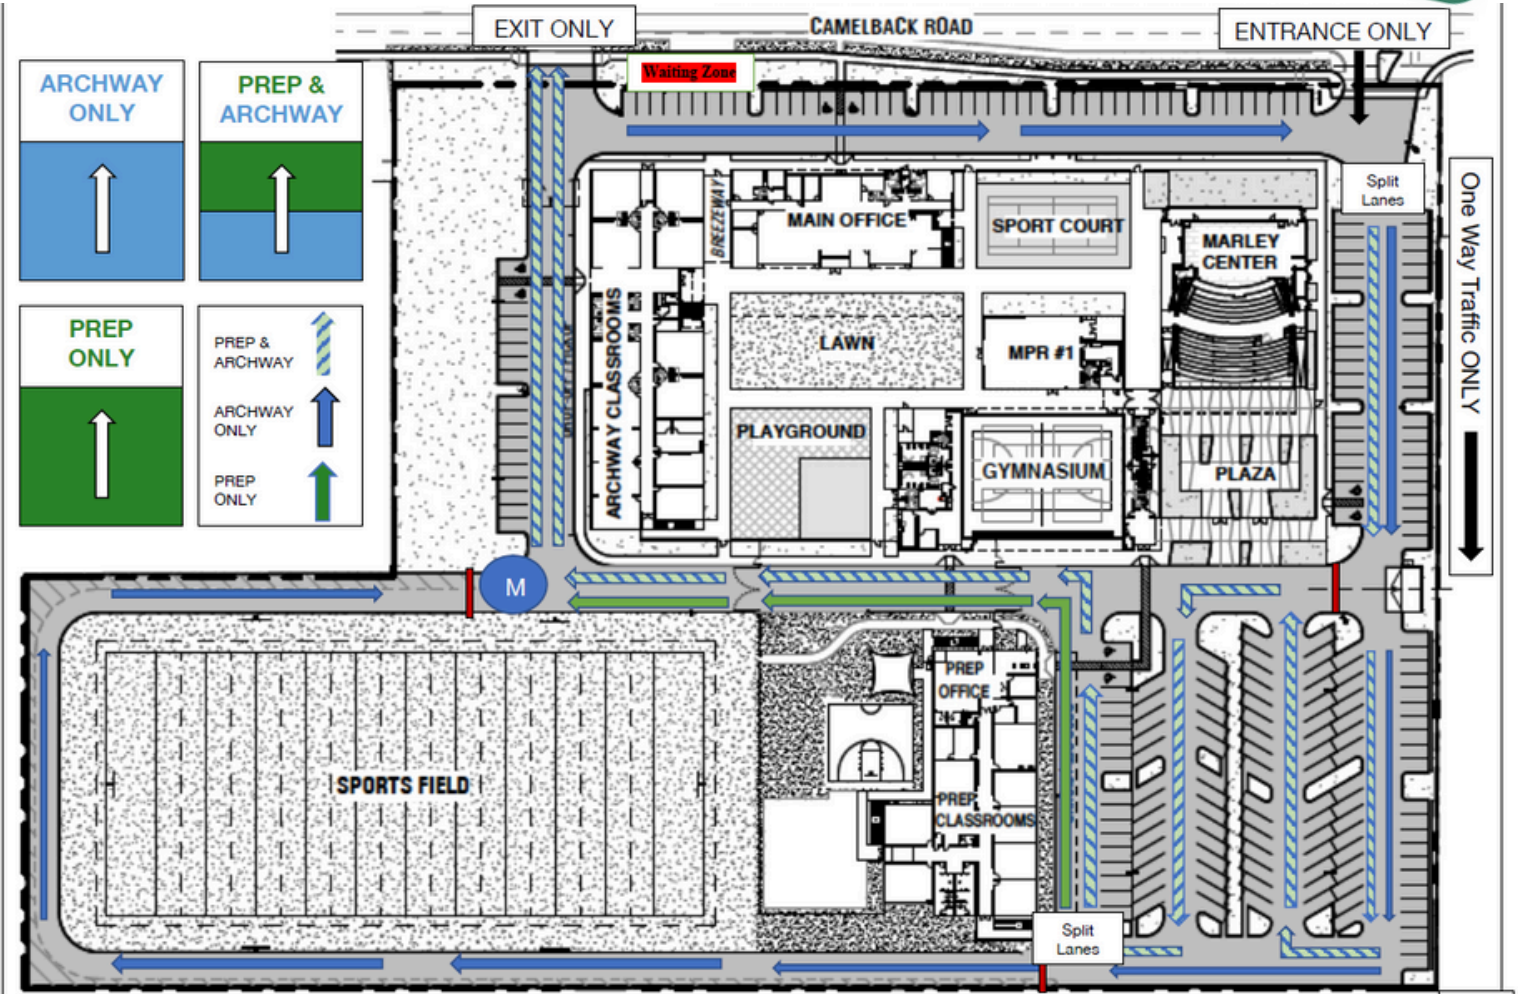 EXIT ONLY
CAMELBACK ROAD
ENTRANCE ONLY
Waiting Zone
ARCHWAY
ONLY
PREP &
ARCHWAY
PREP
ONLY
PREP &
ARCHWAY
ARCHWAY
ONLY
PREP
ONLY
Split
Lanes
One Way Traffic ONLY
BREEZEWAY
MAIN OFFICE
SPORT COURT
MARLEY
CENTER
ARCHWAY CLASSROOMS
LAWN
MPR #1
PLAYGROUND
GYMNASIUM
PLAZA
M
PREP
OFFICE
SPORTS FIELD
PREP
CLASSROOMS
Split
Lanes